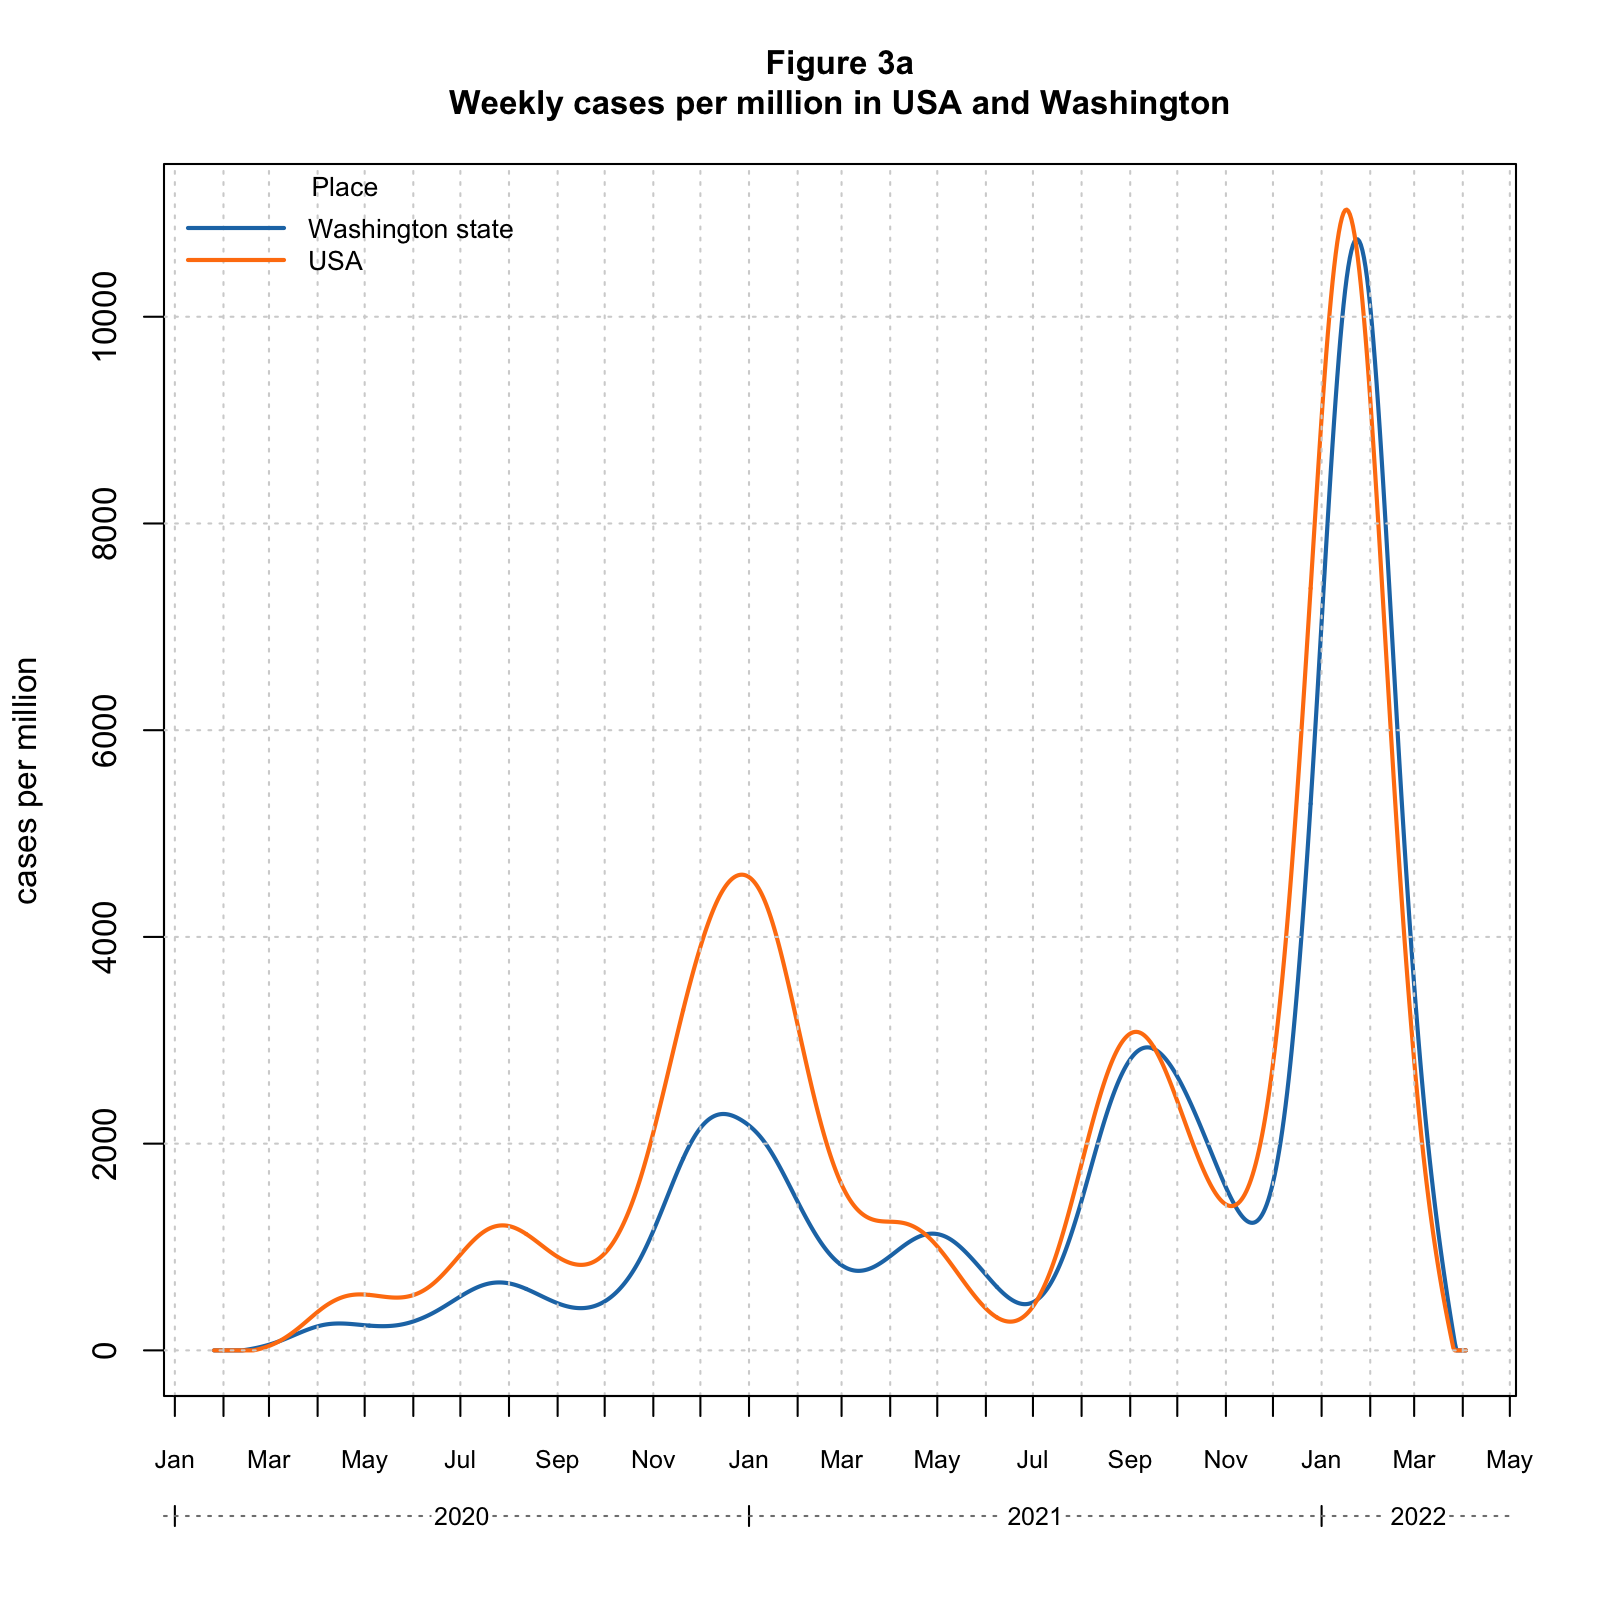 Figure 3a
Weekly cases per million in USA and Washington
Place
Washington state
USA
cases per million
10000
8000
6000
4000
2000
0
Jan Mar May Jul Sep Nov Jan Mar May Jul Sep Nov Jan Mar May
2020 2021 2022